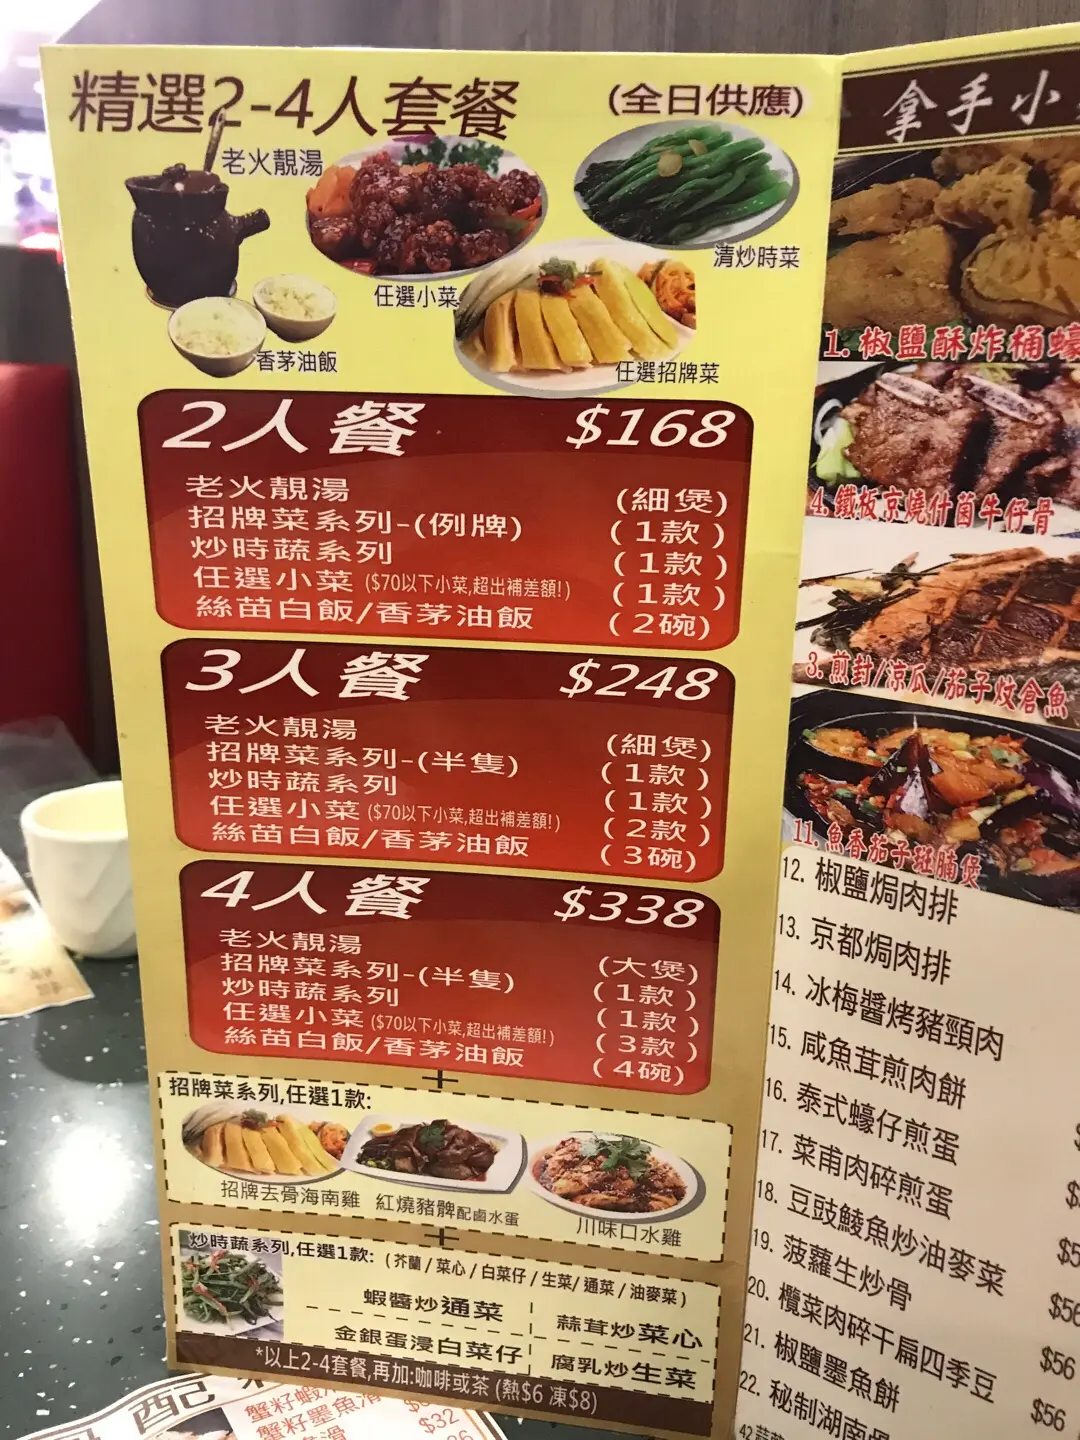 精選2-4人套餐
(全日供應)
老火靚湯
任選小菜
清炒時菜
香茅油飯
任選招牌菜
2人餐 $168
老火靚湯 (細煲)
招牌菜系列-(例牌) (1款)
炒時蔬系列 (1款)
任選小菜($70以下小菜,超出補差額!) (1款)
絲苗白飯/香茅油飯 (2碗)
3人餐 $248
老火靚湯 (細煲)
招牌菜系列-(半隻) (1款)
炒時蔬系列 (1款)
任選小菜($70以下小菜,超出補差額!) (2款)
絲苗白飯/香茅油飯 (3碗)
4人餐 $338
老火靚湯 (大煲)
招牌菜系列-(半隻) (1款)
炒時蔬系列 (1款)
任選小菜($70以下小菜,超出補差額!) (3款)
絲苗白飯/香茅油飯 (4碗)
+
招牌菜系列,任選1款:
招牌去骨海南雞 紅燒豬髀配鹵水蛋 川味口水雞
+
炒時蔬系列,任選1款: (芥蘭/菜心/白菜仔/生菜/通菜/油麥菜)
蝦醬炒通菜 蒜茸炒菜心
金銀蛋浸白菜仔 腐乳炒生菜
*以上2-4套餐,再加:咖啡或茶 (熱$6 凍$8)
拿手小
1. 椒鹽酥炸桶蠔
4. 鐵板京燒什菌牛仔骨
3. 煎封/涼瓜/茄子炆倉魚
11. 魚香茄子斑腩煲
12. 椒鹽焗肉排
13. 京都焗肉排
14. 冰梅醬烤豬頸肉
15. 咸魚茸煎肉餅
16. 泰式蠔仔煎蛋
17. 菜甫肉碎煎蛋
18. 豆豉鯪魚炒油麥菜
19. 菠蘿生炒骨
20. 欖菜肉碎干扁四季豆 $56
21. 椒鹽墨魚餅 $56
22. 秘制湖南骨
配
蟹籽蝦
蟹籽墨魚滑 $32